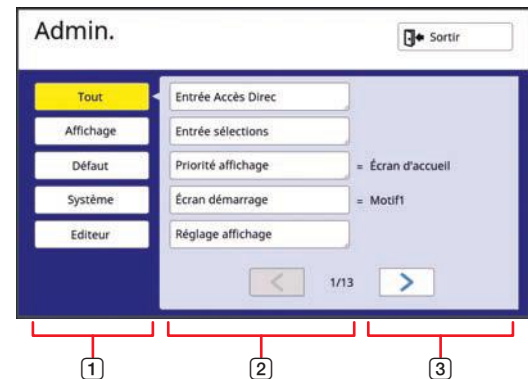 Admin.
Sortir
Tout
Entrée Accès Direc
Affichage
Entrée sélections
Défaut
Priorité affichage
= Écran d'accueil
Système
Écran démarrage
= Motif1
Editeur
Réglage affichage
<
1/13
>
1
2
3